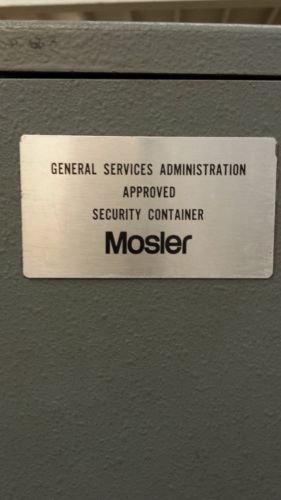 GENERAL SERVICES ADMINISTRATION
APPROVED
SECURITY CONTAINER
Mosler